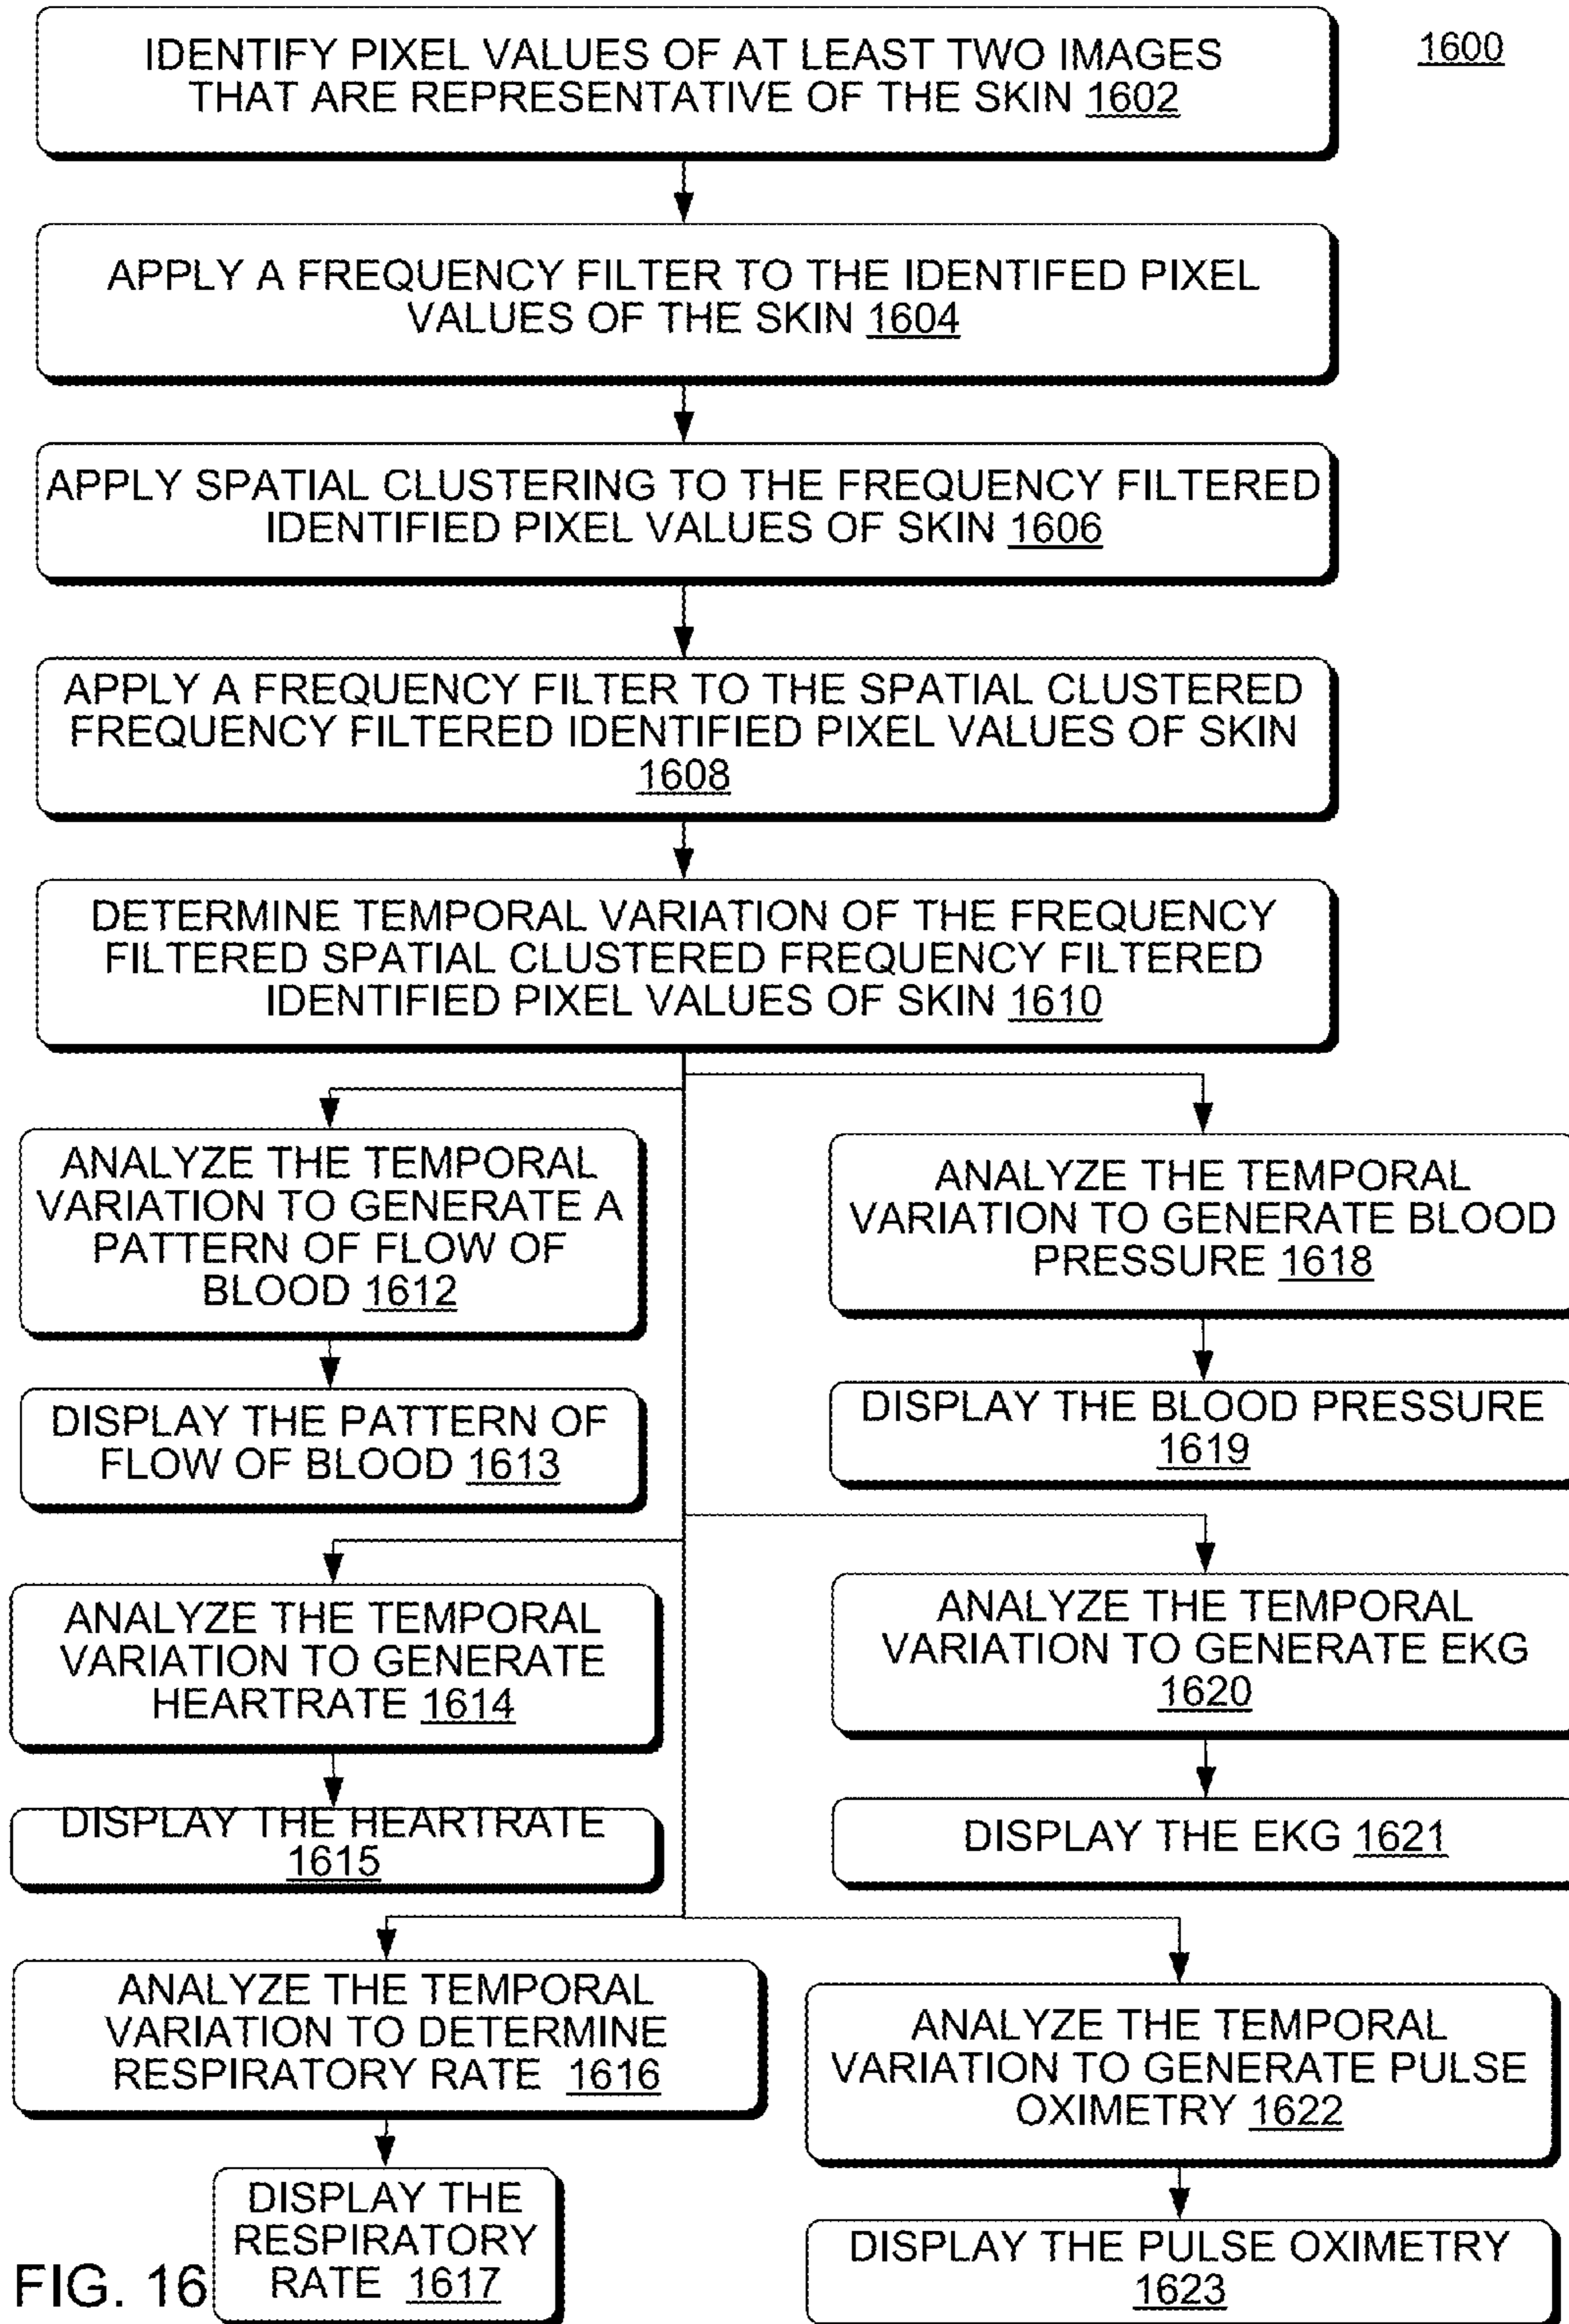 1600
IDENTIFY PIXEL VALUES OF AT LEAST TWO IMAGES
THAT ARE REPRESENTATIVE OF THE SKIN 1602
APPLY A FREQUENCY FILTER TO THE IDENTIFED PIXEL
VALUES OF THE SKIN 1604
APPLY SPATIAL CLUSTERING TO THE FREQUENCY FILTERED
IDENTIFIED PIXEL VALUES OF SKIN 1606
APPLY A FREQUENCY FILTER TO THE SPATIAL CLUSTERED
FREQUENCY FILTERED IDENTIFIED PIXEL VALUES OF SKIN
1608
DETERMINE TEMPORAL VARIATION OF THE FREQUENCY
FILTERED SPATIAL CLUSTERED FREQUENCY FILTERED
IDENTIFIED PIXEL VALUES OF SKIN 1610
ANALYZE THE TEMPORAL
VARIATION TO GENERATE A
PATTERN OF FLOW OF
BLOOD 1612
DISPLAY THE PATTERN OF
FLOW OF BLOOD 1613
ANALYZE THE TEMPORAL
VARIATION TO GENERATE BLOOD
PRESSURE 1618
DISPLAY THE BLOOD PRESSURE
1619
ANALYZE THE TEMPORAL
VARIATION TO GENERATE
HEARTRATE 1614
DISPLAY THE HEARTRATE
1615
ANALYZE THE TEMPORAL
VARIATION TO GENERATE EKG
1620
DISPLAY THE EKG 1621
ANALYZE THE TEMPORAL
VARIATION TO DETERMINE
RESPIRATORY RATE 1616
DISPLAY THE
RESPIRATORY
RATE 1617
ANALYZE THE TEMPORAL
VARIATION TO GENERATE PULSE
OXIMETRY 1622
DISPLAY THE PULSE OXIMETRY
1623
FIG. 16